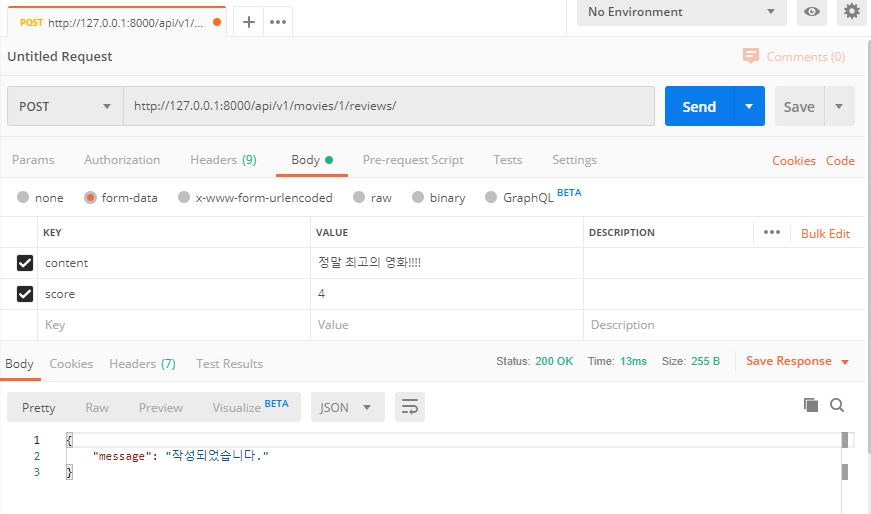 POST http://127.0.0.1:8000/api/v1/... + ••• No Environment
Untitled Request Comments (0)
POST http://127.0.0.1:8000/api/v1/movies/1/reviews/ Send Save
Params Authorization Headers (9) Body Pre-request Script Tests Settings Cookies Code
none form-data x-www-form-urlencoded raw binary GraphQL BETA
KEY VALUE DESCRIPTION ••• Bulk Edit
content 정말 최고의 영화!!!!
score 4
Key Value Description
Body Cookies Headers (7) Test Results Status: 200 OK Time: 13ms Size: 255 B Save Response
Pretty Raw Preview Visualize BETA JSON
1 {
2 "message": "작성되었습니다."
3 }